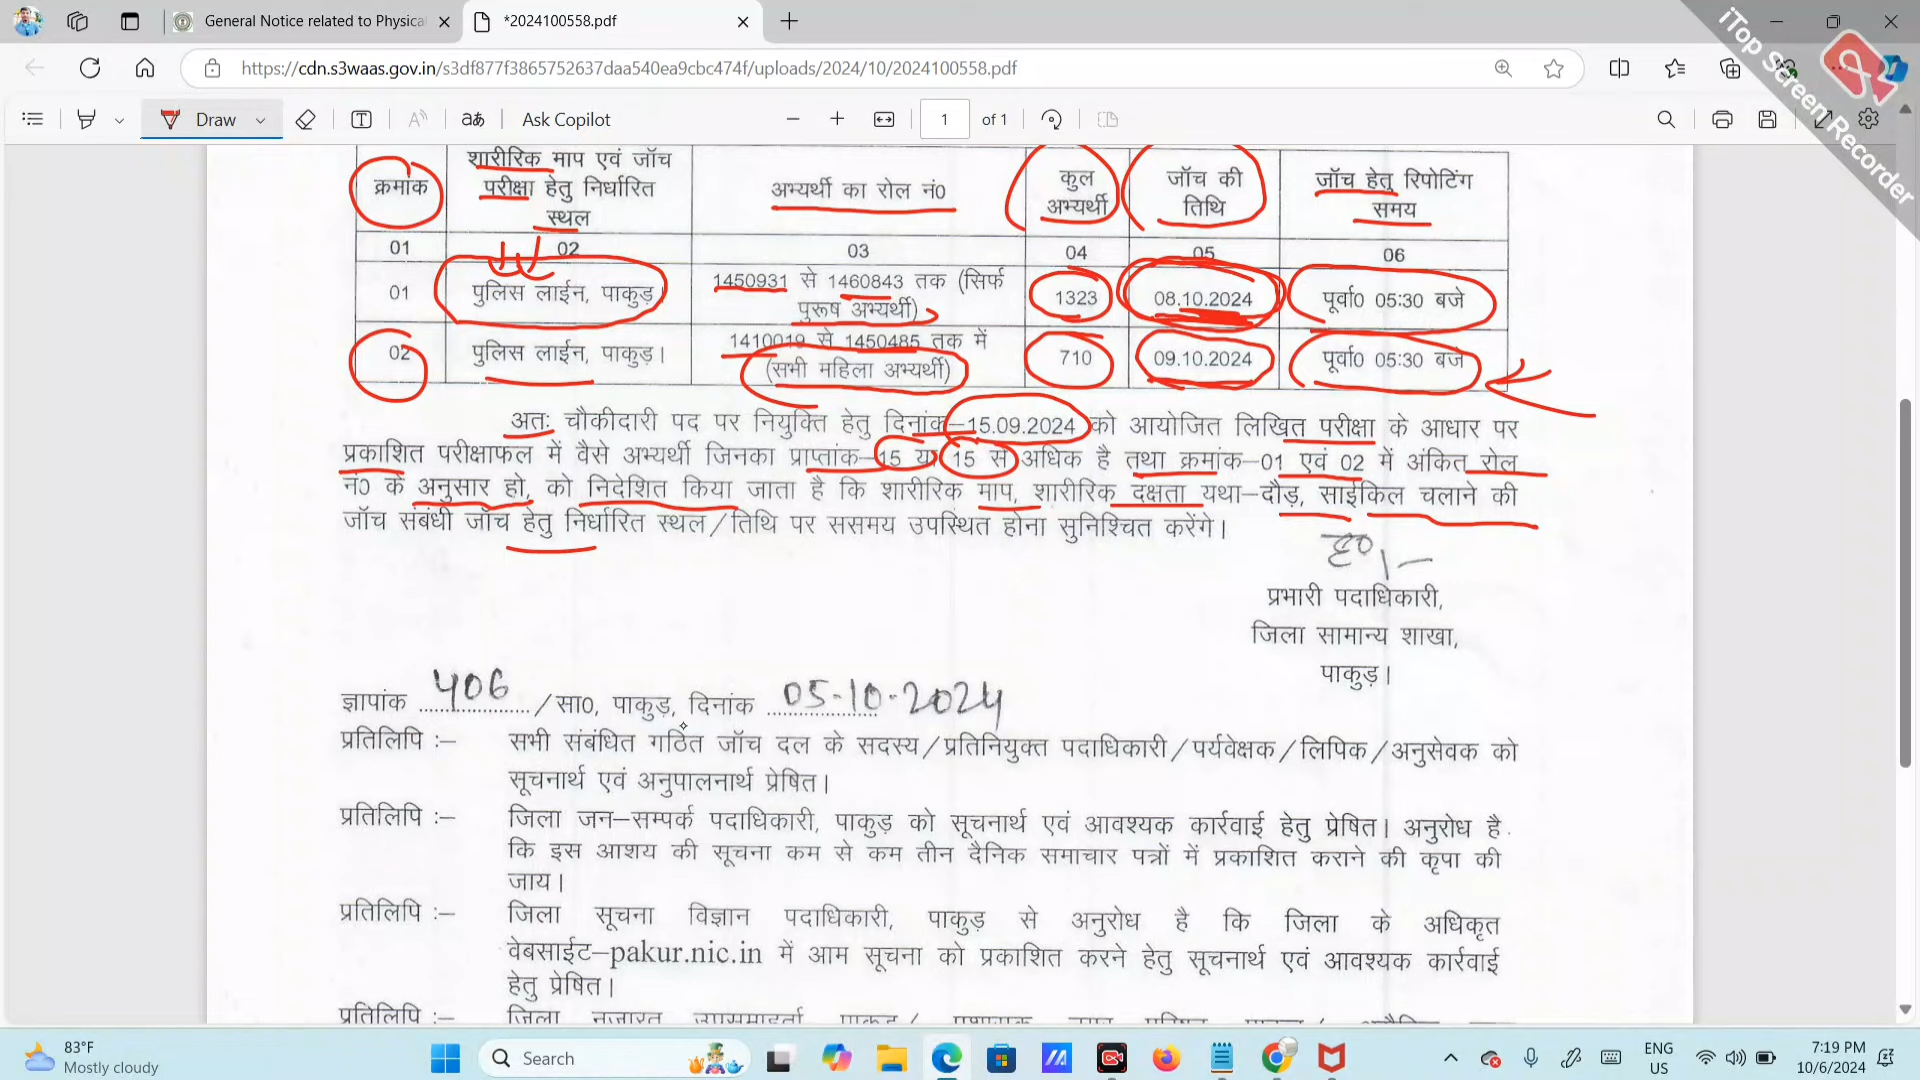 General Notice related to Physica
*2024100558.pdf
https://cdn.s3waas.gov.in/s3df877f3865752637daa540ea9cbc474f/uploads/2024/10/2024100558.pdf
Draw
Ask Copilot
1 of 1
iTop Screen Recorder
क्रमांक
शारीरिक माप एवं जॉच
परीक्षा हेतु निर्धारित
स्थल
अभ्यर्थी का रोल नं0
कुल
अभ्यर्थी
जॉच की
तिथि
जॉच हेतु रिपोटिंग
समय
01 02 03 04 05 06
01 पुलिस लाईन, पाकुड़ 1450931 से 1460843 तक (सिर्फ
पुरूष अभ्यर्थी) 1323 08.10.2024 पूर्वा0 05:30 बजे
02 पुलिस लाईन, पाकुड़। 1410019 से 1450485 तक में
(सभी महिला अभ्यर्थी) 710 09.10.2024 पूर्वा0 05:30 बजे
अतः चौकीदारी पद पर नियुक्ति हेतु दिनांक–15.09.2024 को आयोजित लिखित परीक्षा के आधार पर
प्रकाशित परीक्षाफल में वैसे अभ्यर्थी जिनका प्राप्तांक–15 या 15 से अधिक है तथा क्रमांक–01 एवं 02 में अंकित रोल
नं0 के अनुसार हो, को निदेशित किया जाता है कि शारीरिक माप, शारीरिक दक्षता यथा–दौड़, साईकिल चलाने की
जॉच संबंधी जॉच हेतु निर्धारित स्थल/तिथि पर ससमय उपस्थित होना सुनिश्चित करेंगे।
ह0/–
प्रभारी पदाधिकारी,
जिला सामान्य शाखा,
पाकुड़।
ज्ञापांक 406 /सा0, पाकुड़, दिनांक 05-10-2024
प्रतिलिपि :– सभी संबंधित गठित जॉच दल के सदस्य/प्रतिनियुक्त पदाधिकारी/पर्यवेक्षक/लिपिक/अनुसेवक को
सूचनार्थ एवं अनुपालनार्थ प्रेषित।
प्रतिलिपि :– जिला जन–सम्पर्क पदाधिकारी, पाकुड़ को सूचनार्थ एवं आवश्यक कार्रवाई हेतु प्रेषित। अनुरोध है
कि इस आशय की सूचना कम से कम तीन दैनिक समाचार पत्रों में प्रकाशित कराने की कृपा की
जाय।
प्रतिलिपि :– जिला सूचना विज्ञान पदाधिकारी, पाकुड़ से अनुरोध है कि जिला के अधिकृत
वेबसाईट–pakur.nic.in में आम सूचना को प्रकाशित करने हेतु सूचनार्थ एवं आवश्यक कार्रवाई
हेतु प्रेषित।
प्रतिलिपि :– जिला नजारत
83°F
Mostly cloudy
Search
ENG
US
7:19 PM
10/6/2024